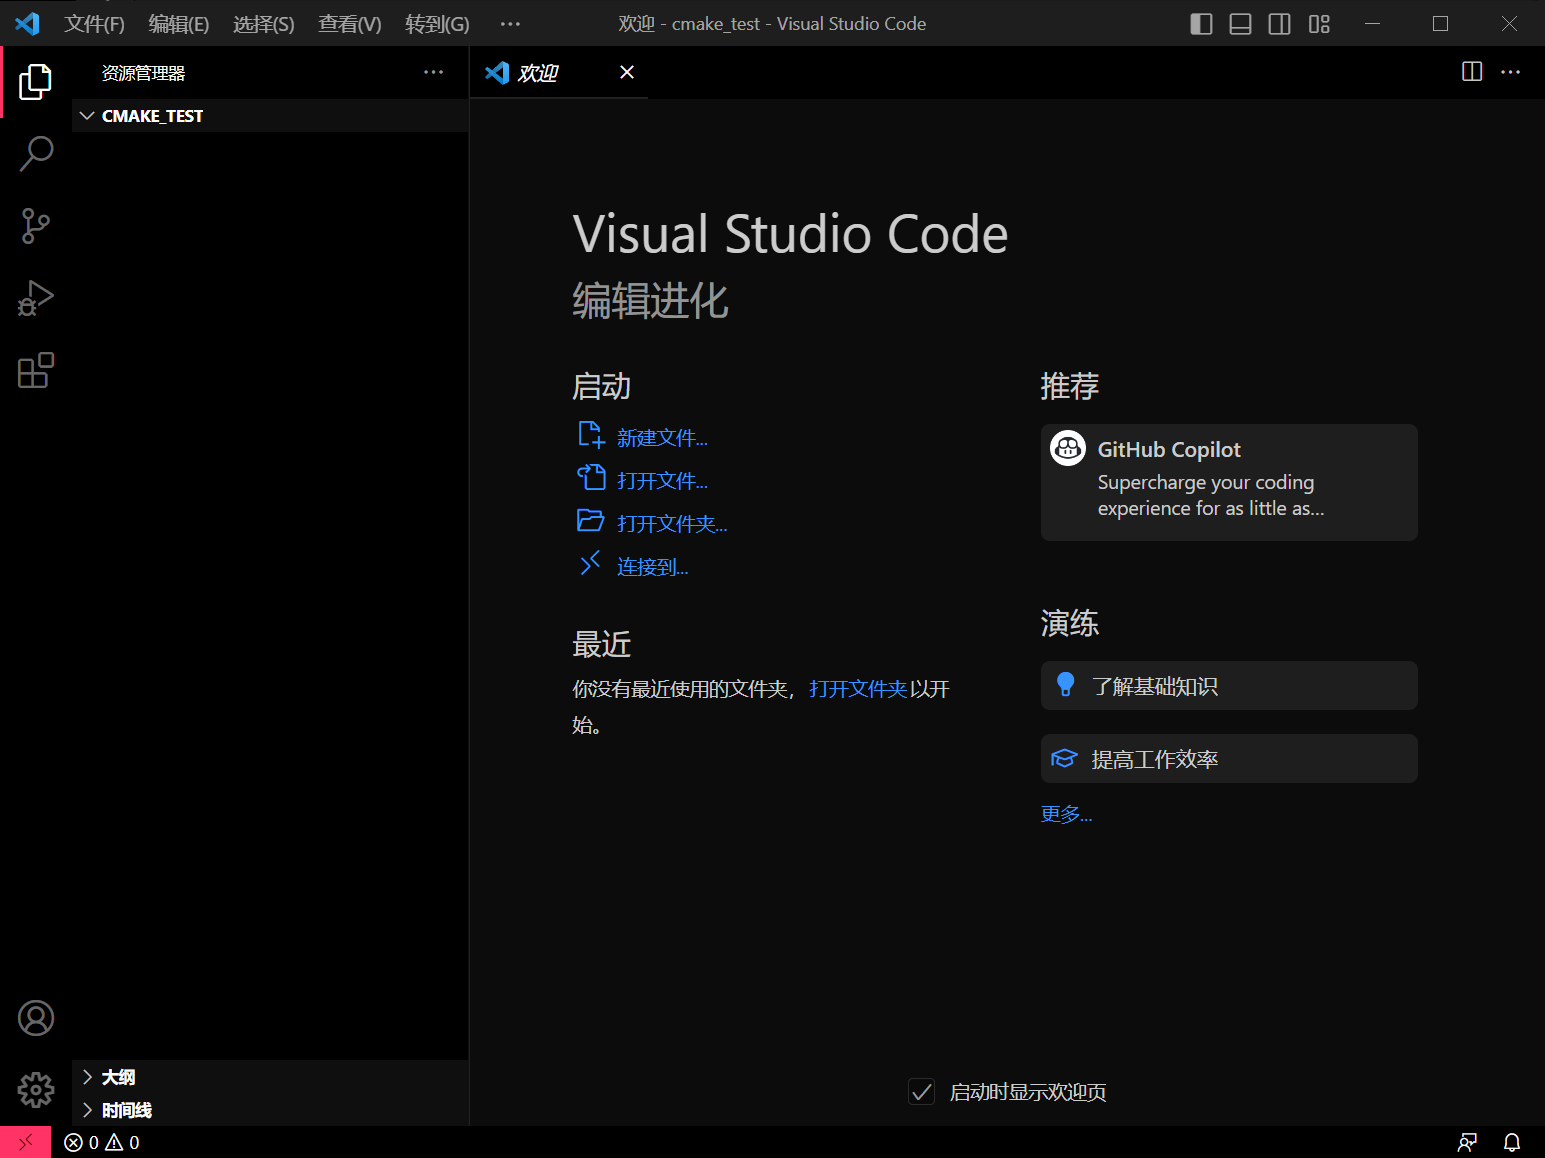 文件(F) 编辑(E) 选择(S) 查看(V) 转到(G) ··· 欢迎 - cmake_test - Visual Studio Code
资源管理器 ···
欢迎
CMAKE_TEST
Visual Studio Code
编辑进化
启动
新建文件...
打开文件...
打开文件夹...
连接到...
最近
你没有最近使用的文件夹，打开文件夹以开
始。
推荐
GitHub Copilot
Supercharge your coding
experience for as little as...
演练
了解基础知识
提高工作效率
更多...
启动时显示欢迎页
大纲
时间线
0 0